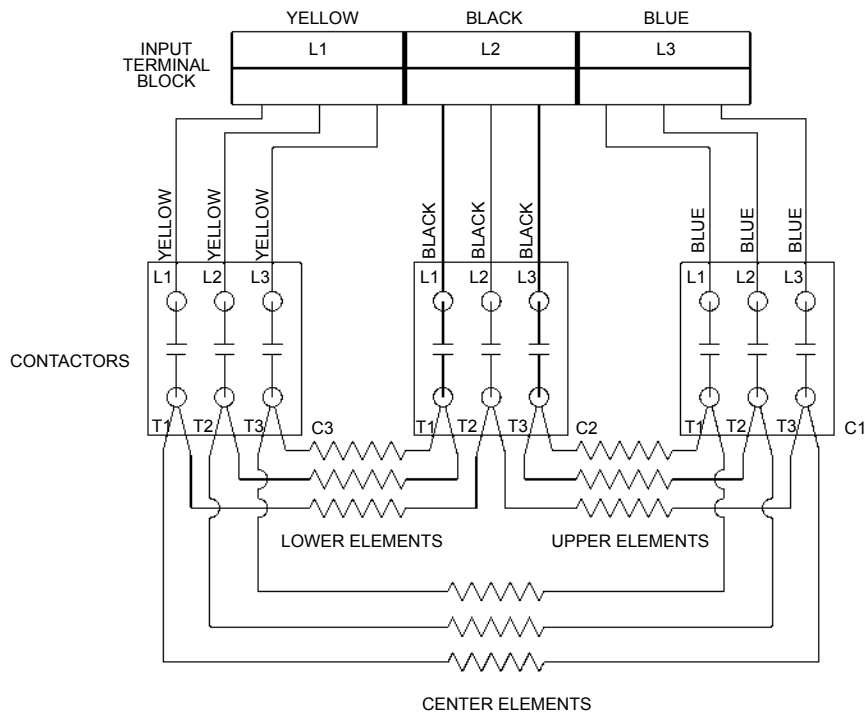 YELLOW BLACK BLUE
INPUT
TERMINAL
BLOCK
L1 L2 L3
YELLOW YELLOW YELLOW BLACK BLACK BLACK BLUE BLUE BLUE
L1 L2 L3 L1 L2 L3 L1 L2 L3
CONTACTORS
T1 T2 T3 C3 T1 T2 T3 C2 T1 T2 T3 C1
LOWER ELEMENTS UPPER ELEMENTS
CENTER ELEMENTS